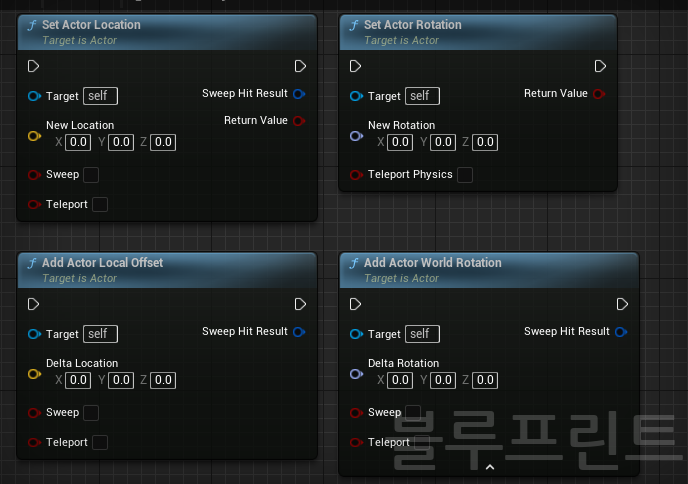 Set Actor Location
Target is Actor
Target self
Sweep Hit Result
Return Value
New Location
X 0.0 Y 0.0 Z 0.0
Sweep
Teleport
Set Actor Rotation
Target is Actor
Target self
Return Value
New Rotation
X 0.0 Y 0.0 Z 0.0
Teleport Physics
Add Actor Local Offset
Target is Actor
Target self
Sweep Hit Result
Delta Location
X 0.0 Y 0.0 Z 0.0
Sweep
Teleport
Add Actor World Rotation
Target is Actor
Target self
Sweep Hit Result
Delta Rotation
X 0.0 Y 0.0 Z 0.0
Sweep
Teleport
블루프린트